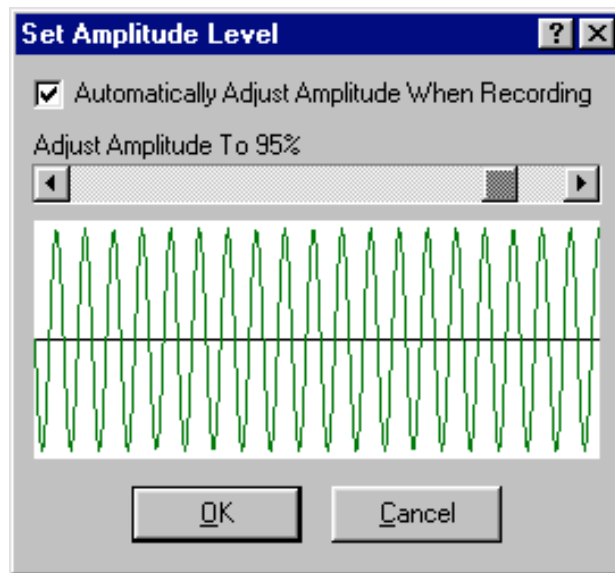 Set Amplitude Level
Automatically Adjust Amplitude When Recording
Adjust Amplitude To 95%
OK
Cancel